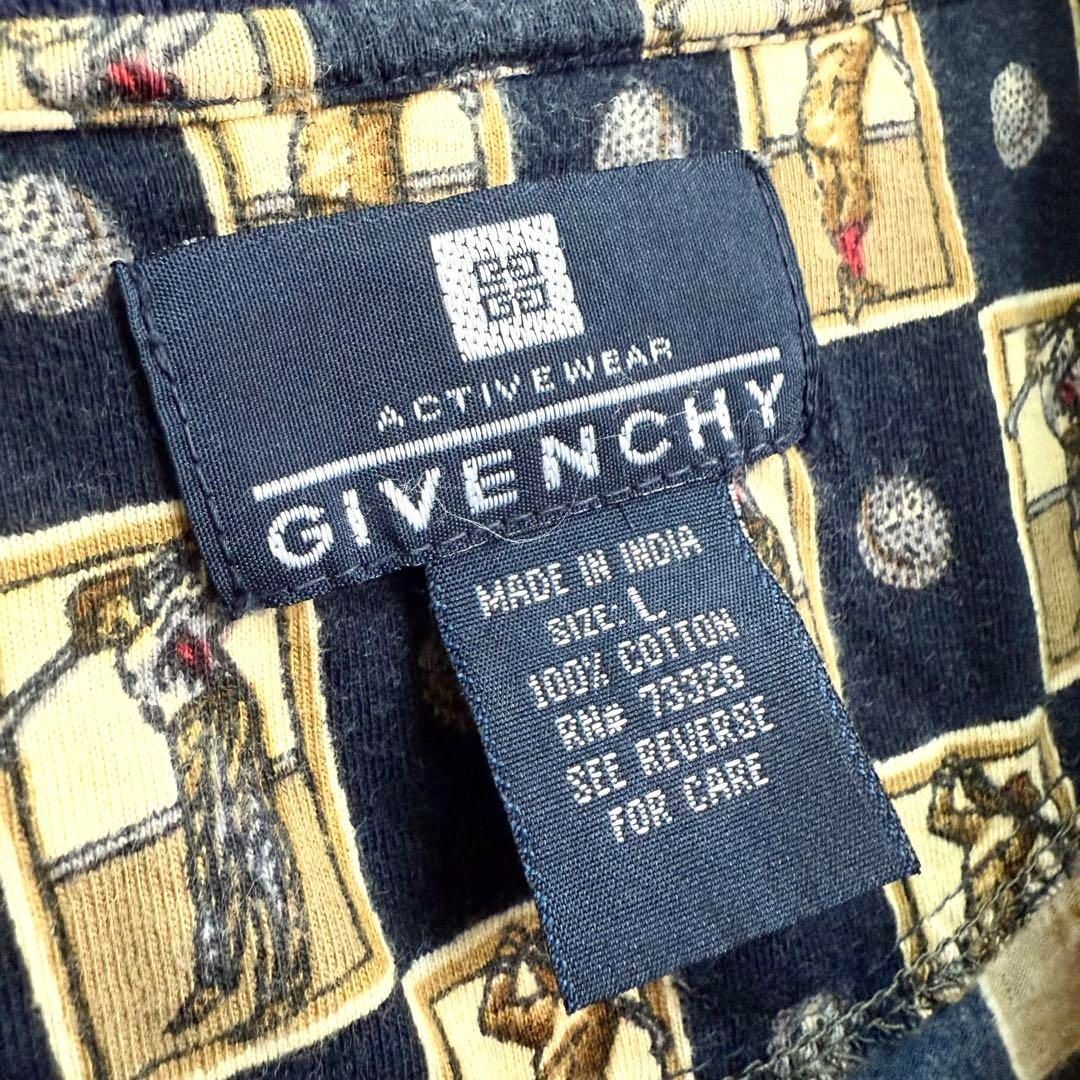 ACTIVEWEAR
GIVENCHY
MADE IN INDIA
SIZE: L
100% COTTON
RN# 73326
SEE REVERSE
FOR CARE